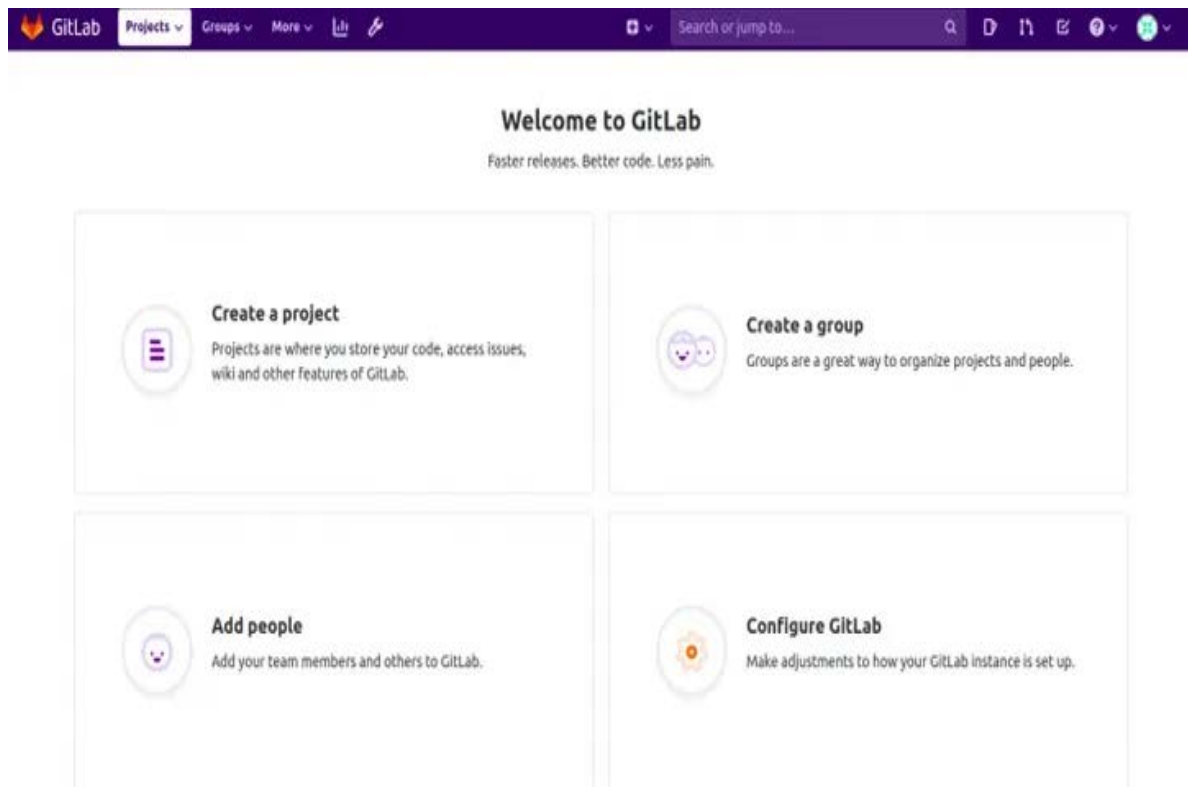 GitLab Projects Groups More Search or jump to...
Welcome to GitLab
Faster releases. Better code. Less pain.
Create a project
Projects are where you store your code, access issues,
wiki and other features of GitLab.
Create a group
Groups are a great way to organize projects and people.
Add people
Add your team members and others to GitLab.
Configure GitLab
Make adjustments to how your GitLab instance is set up.